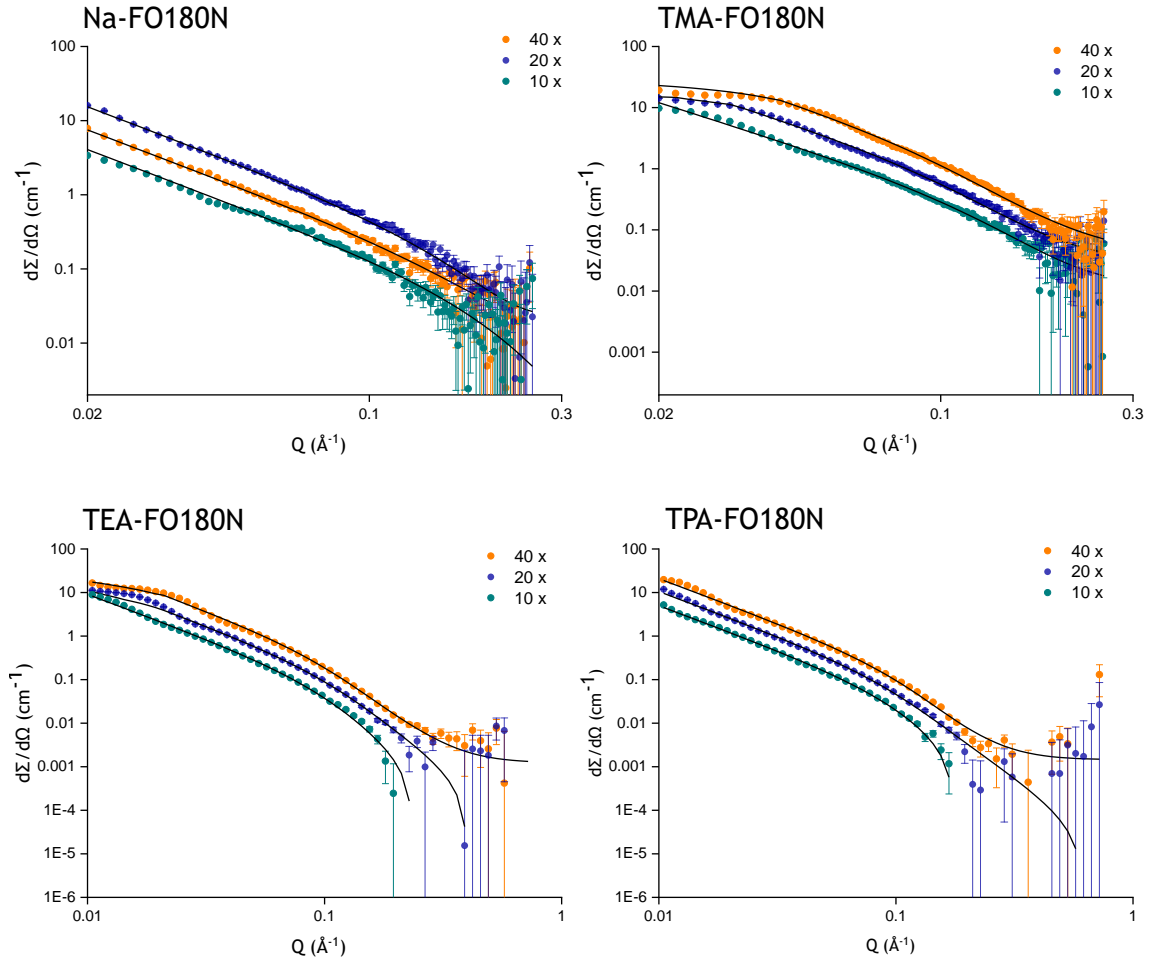 Na-FO180N
40 x
20 x
10 x
100
10
1
0.1
0.01
dΣ/dΩ (cm⁻¹)
0.02
0.1
0.3
Q (Å⁻¹)
TMA-FO180N
40 x
20 x
10 x
100
10
1
0.1
0.01
0.001
dΣ/dΩ (cm⁻¹)
0.02
0.1
0.3
Q (Å⁻¹)
TEA-FO180N
40 x
20 x
10 x
100
10
1
0.1
0.01
0.001
1E-4
1E-5
1E-6
dΣ/dΩ (cm⁻¹)
0.01
0.1
1
Q (Å⁻¹)
TPA-FO180N
40 x
20 x
10 x
100
10
1
0.1
0.01
0.001
1E-4
1E-5
1E-6
dΣ/dΩ (cm⁻¹)
0.01
0.1
1
Q (Å⁻¹)